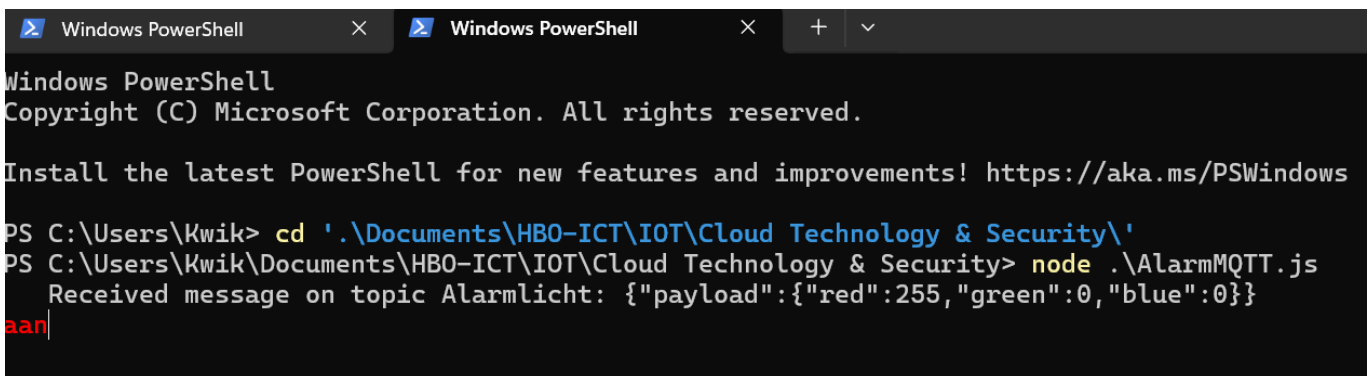 Windows PowerShell
Windows PowerShell
Windows PowerShell
Copyright (C) Microsoft Corporation. All rights reserved.
Install the latest PowerShell for new features and improvements! https://aka.ms/PSWindows
PS C:\Users\Kwik> cd '.\Documents\HBO-ICT\IOT\Cloud Technology & Security\'
PS C:\Users\Kwik\Documents\HBO-ICT\IOT\Cloud Technology & Security> node .\AlarmMQTT.js
Received message on topic Alarmlicht: {"payload":{"red":255,"green":0,"blue":0}}
aan